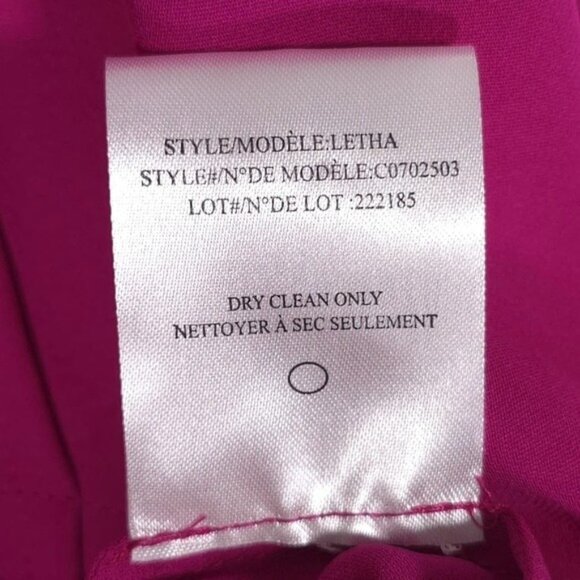 STYLE/MODÈLE:LETHA
STYLE#/N°DE MODÈLE:C0702503
LOT#/N°DE LOT :222185
DRY CLEAN ONLY
NETTOYER À SEC SEULEMENT